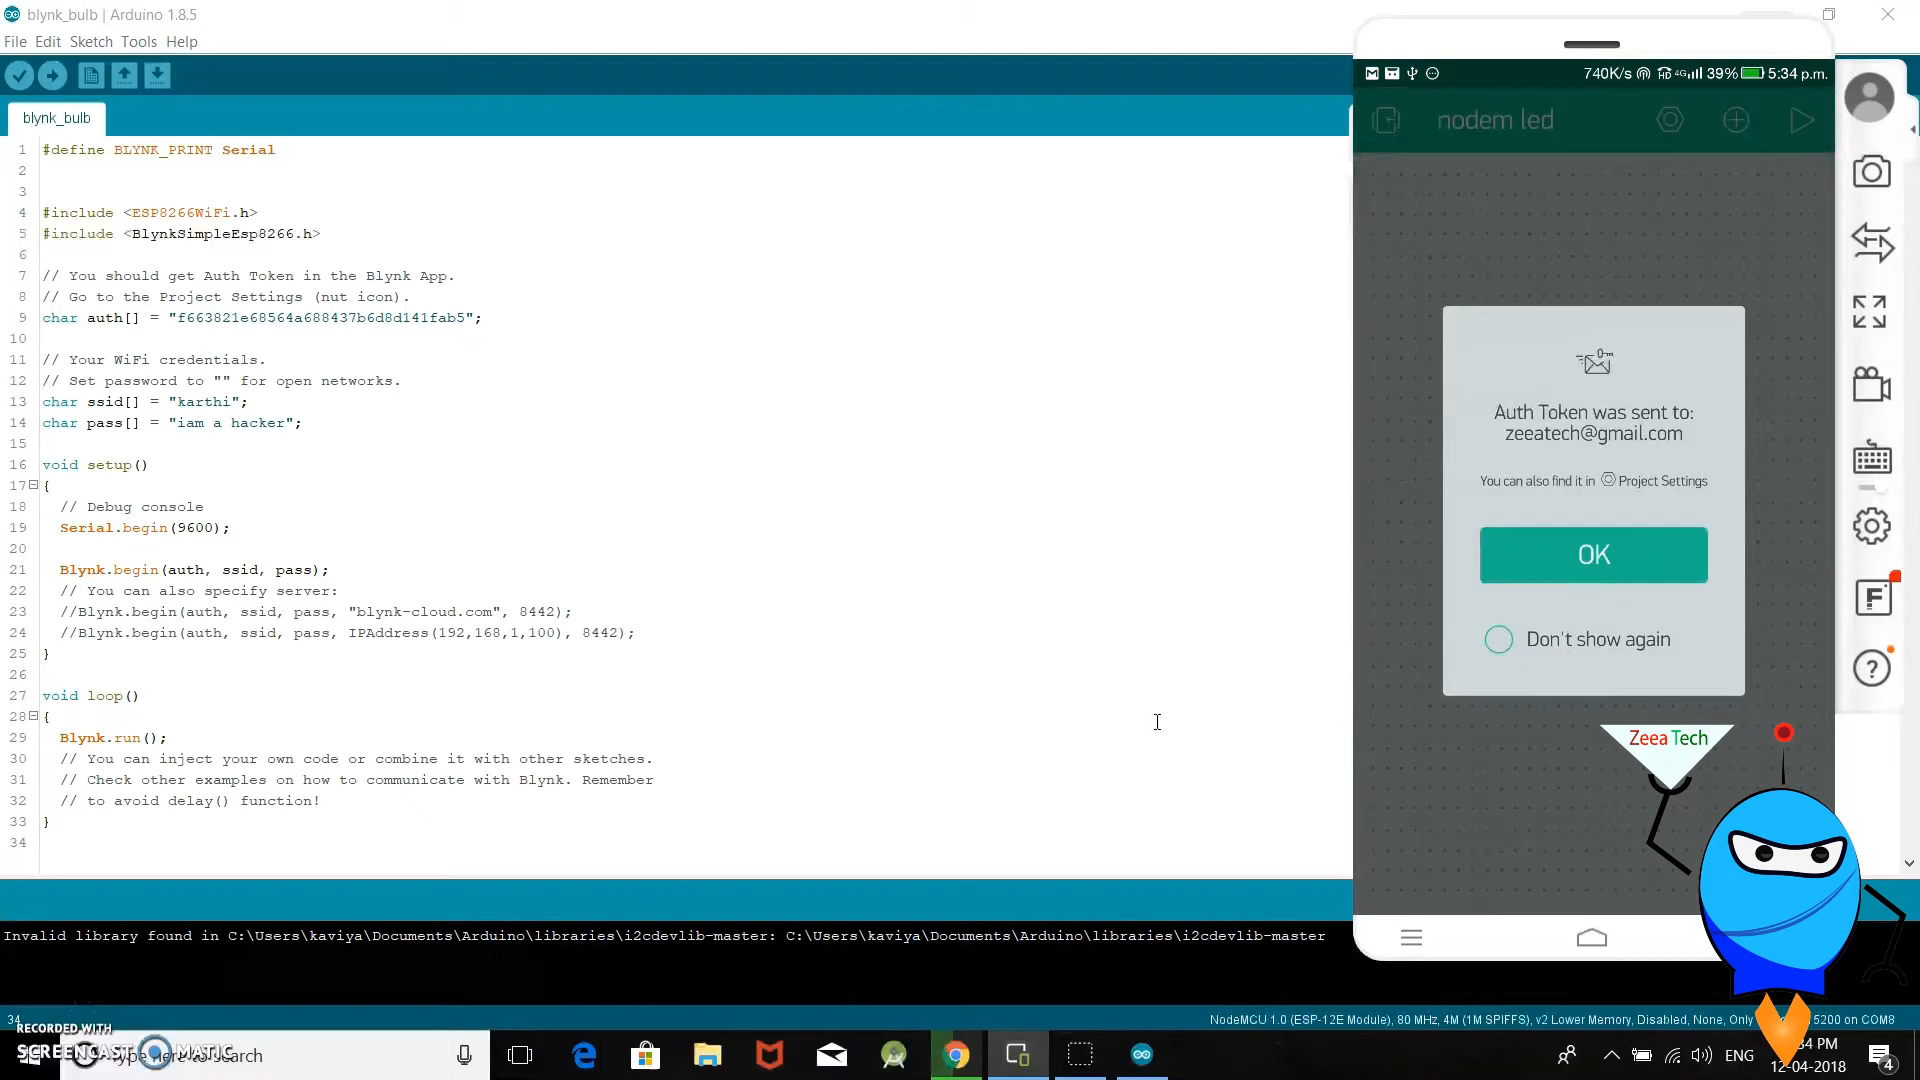 blynk_bulb | Arduino 1.8.5
File Edit Sketch Tools Help
blynk_bulb
1 #define BLYNK_PRINT Serial
2
3
4 #include <ESP8266WiFi.h>
5 #include <BlynkSimpleEsp8266.h>
6
7 // You should get Auth Token in the Blynk App.
8 // Go to the Project Settings (nut icon).
9 char auth[] = "f663821e68564a688437b6d8d141fab5";
10
11 // Your WiFi credentials.
12 // Set password to "" for open networks.
13 char ssid[] = "karthi";
14 char pass[] = "iam a hacker";
15
16 void setup()
17 {
18 // Debug console
19 Serial.begin(9600);
20
21 Blynk.begin(auth, ssid, pass);
22 // You can also specify server:
23 //Blynk.begin(auth, ssid, pass, "blynk-cloud.com", 8442);
24 //Blynk.begin(auth, ssid, pass, IPAddress(192,168,1,100), 8442);
25 }
26
27 void loop()
28 {
29 Blynk.run();
30 // You can inject your own code or combine it with other sketches.
31 // Check other examples on how to communicate with Blynk. Remember
32 // to avoid delay() function!
33 }
34
740K/s HD 4G 39% 5:34 p.m.
nodem led
Auth Token was sent to:
zeeatech@gmail.com
You can also find it in Project Settings
OK
Don't show again
Zeea Tech
Invalid library found in C:\Users\kaviya\Documents\Arduino\libraries\i2cdevlib-master: C:\Users\kaviya\Documents\Arduino\libraries\i2cdevlib-master
34
NodeMCU 1.0 (ESP-12E Module), 80 MHz, 4M (1M SPIFFS), v2 Lower Memory, Disabled, None, Only 5200 on COM8
RECORDED WITH
SCREENCAST MATIC
here to search
ENG
34 PM
12-04-2018
4